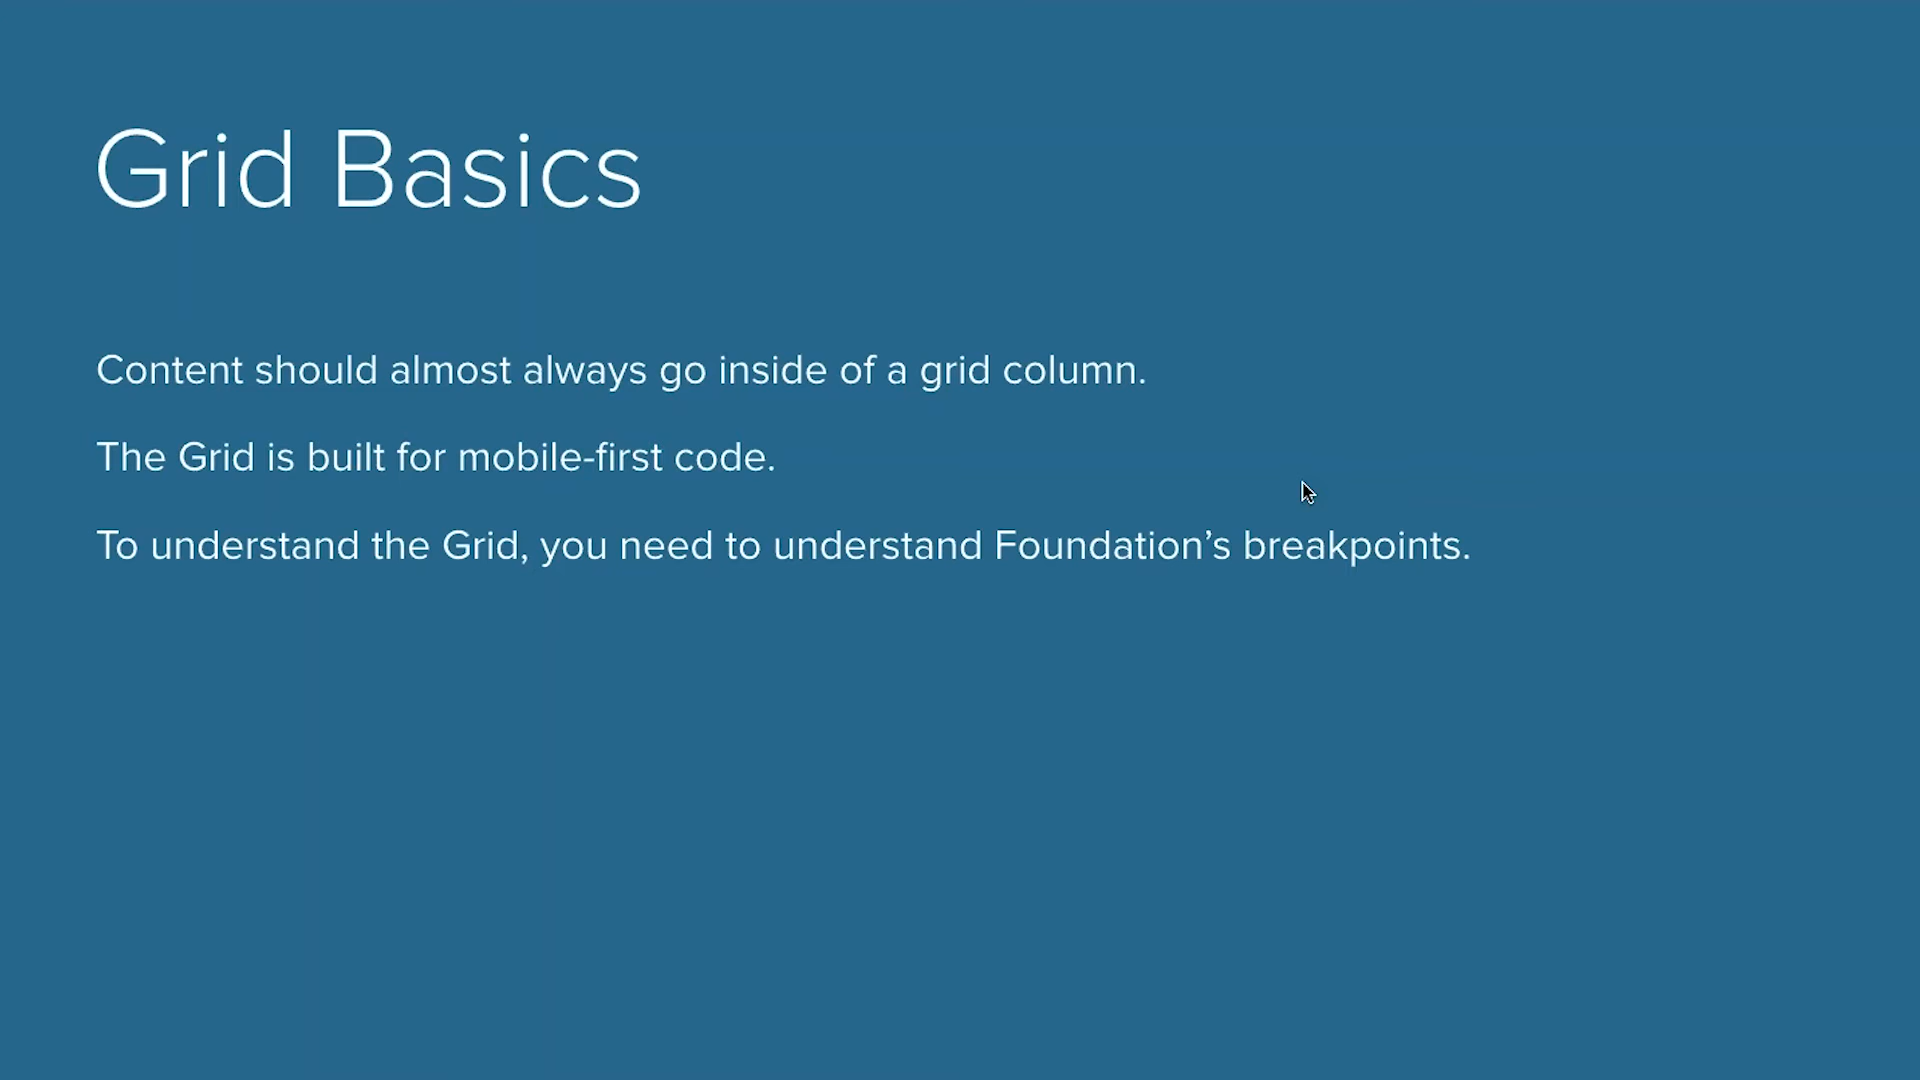 Grid Basics
Content should almost always go inside of a grid column.
The Grid is built for mobile-first code.
To understand the Grid, you need to understand Foundation’s breakpoints.